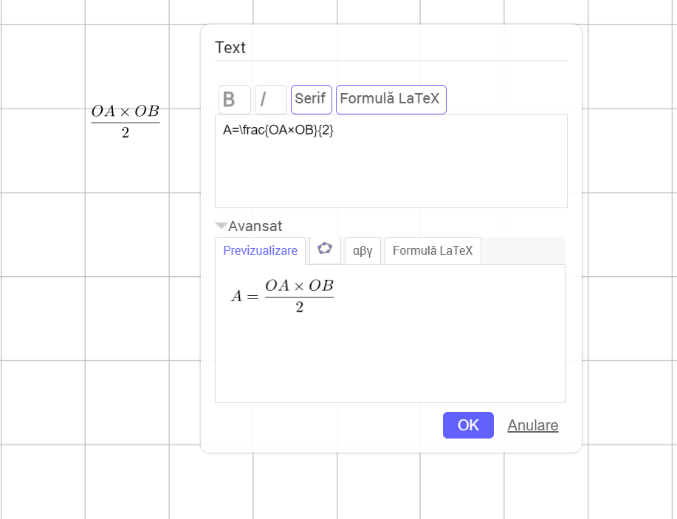 Text
B I Serif Formulă LaTeX
OA × OB
2
A=\frac{OA×OB}{2}
Avansat
Previzualizare αβγ Formulă LaTeX
A = OA × OB
2
OK Anulare